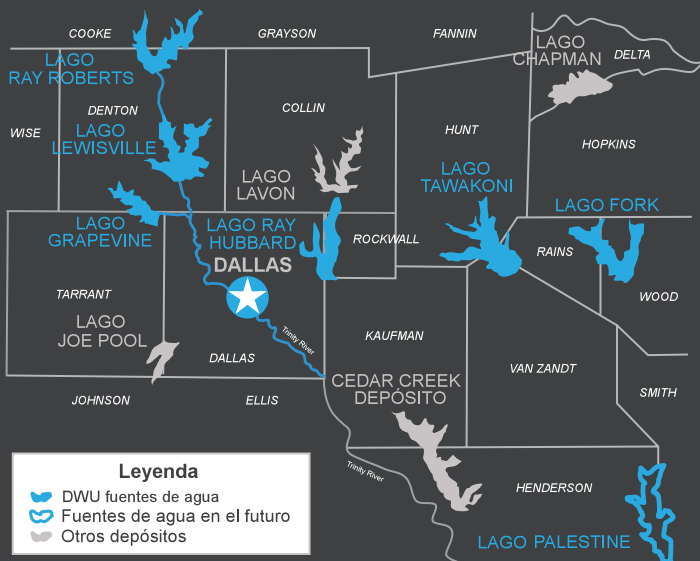 COOKE
GRAYSON
FANNIN
LAGO
CHAPMAN
DELTA
LAGO
RAY ROBERTS
DENTON
COLLIN
WISE
LAGO
LEWISVILLE
HUNT
HOPKINS
LAGO
LAVON
LAGO
TAWAKONI
LAGO
GRAPEVINE
LAGO RAY
HUBBARD
LAGO FORK
ROCKWALL
RAINS
DALLAS
TARRANT
WOOD
LAGO
JOE POOL
Trinity River
KAUFMAN
DALLAS
VAN ZANDT
CEDAR CREEK
DEPÓSITO
SMITH
JOHNSON
ELLIS
Trinity River
HENDERSON
LAGO PALESTINE
Leyenda
DWU fuentes de agua
Fuentes de agua en el futuro
Otros depósitos